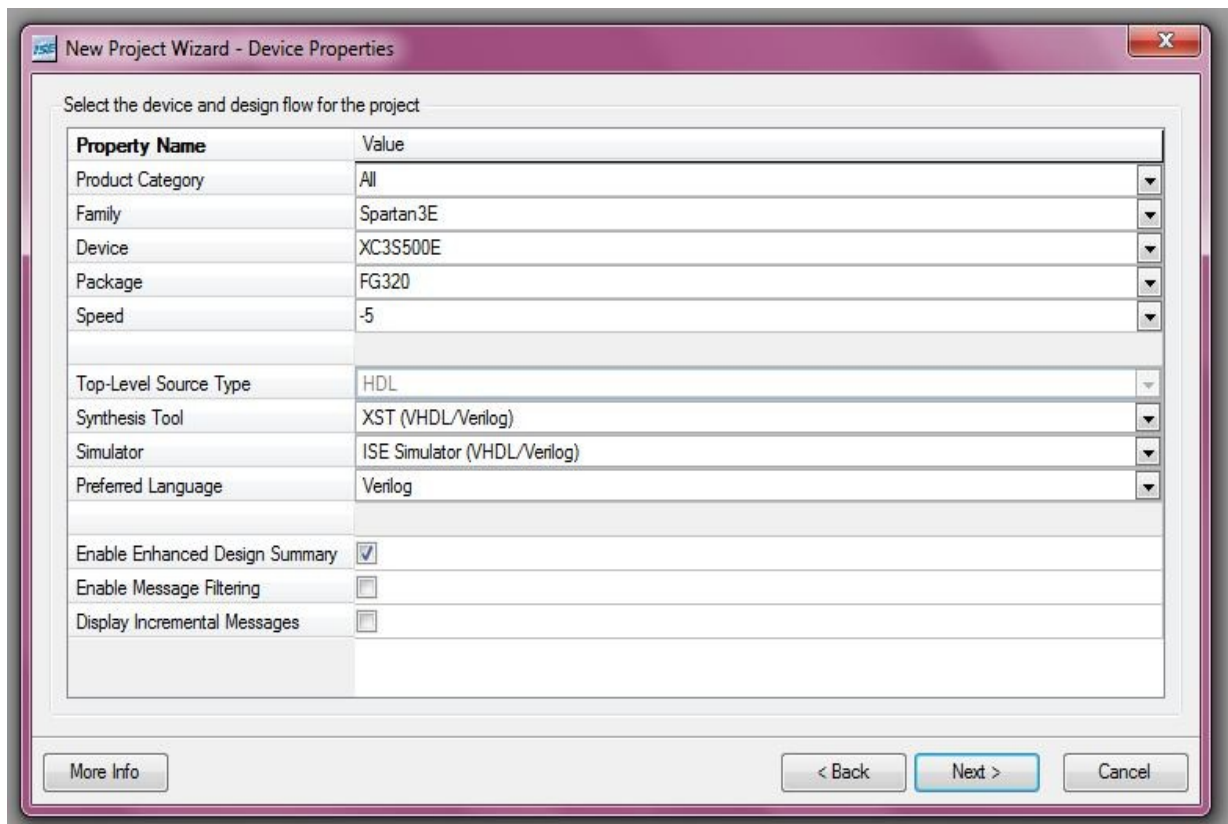 ISE New Project Wizard - Device Properties
Select the device and design flow for the project
Property Name Value
Product Category All
Family Spartan3E
Device XC3S500E
Package FG320
Speed -5
Top-Level Source Type HDL
Synthesis Tool XST (VHDL/Verilog)
Simulator ISE Simulator (VHDL/Verilog)
Preferred Language Verilog
Enable Enhanced Design Summary
Enable Message Filtering
Display Incremental Messages
More Info < Back Next > Cancel